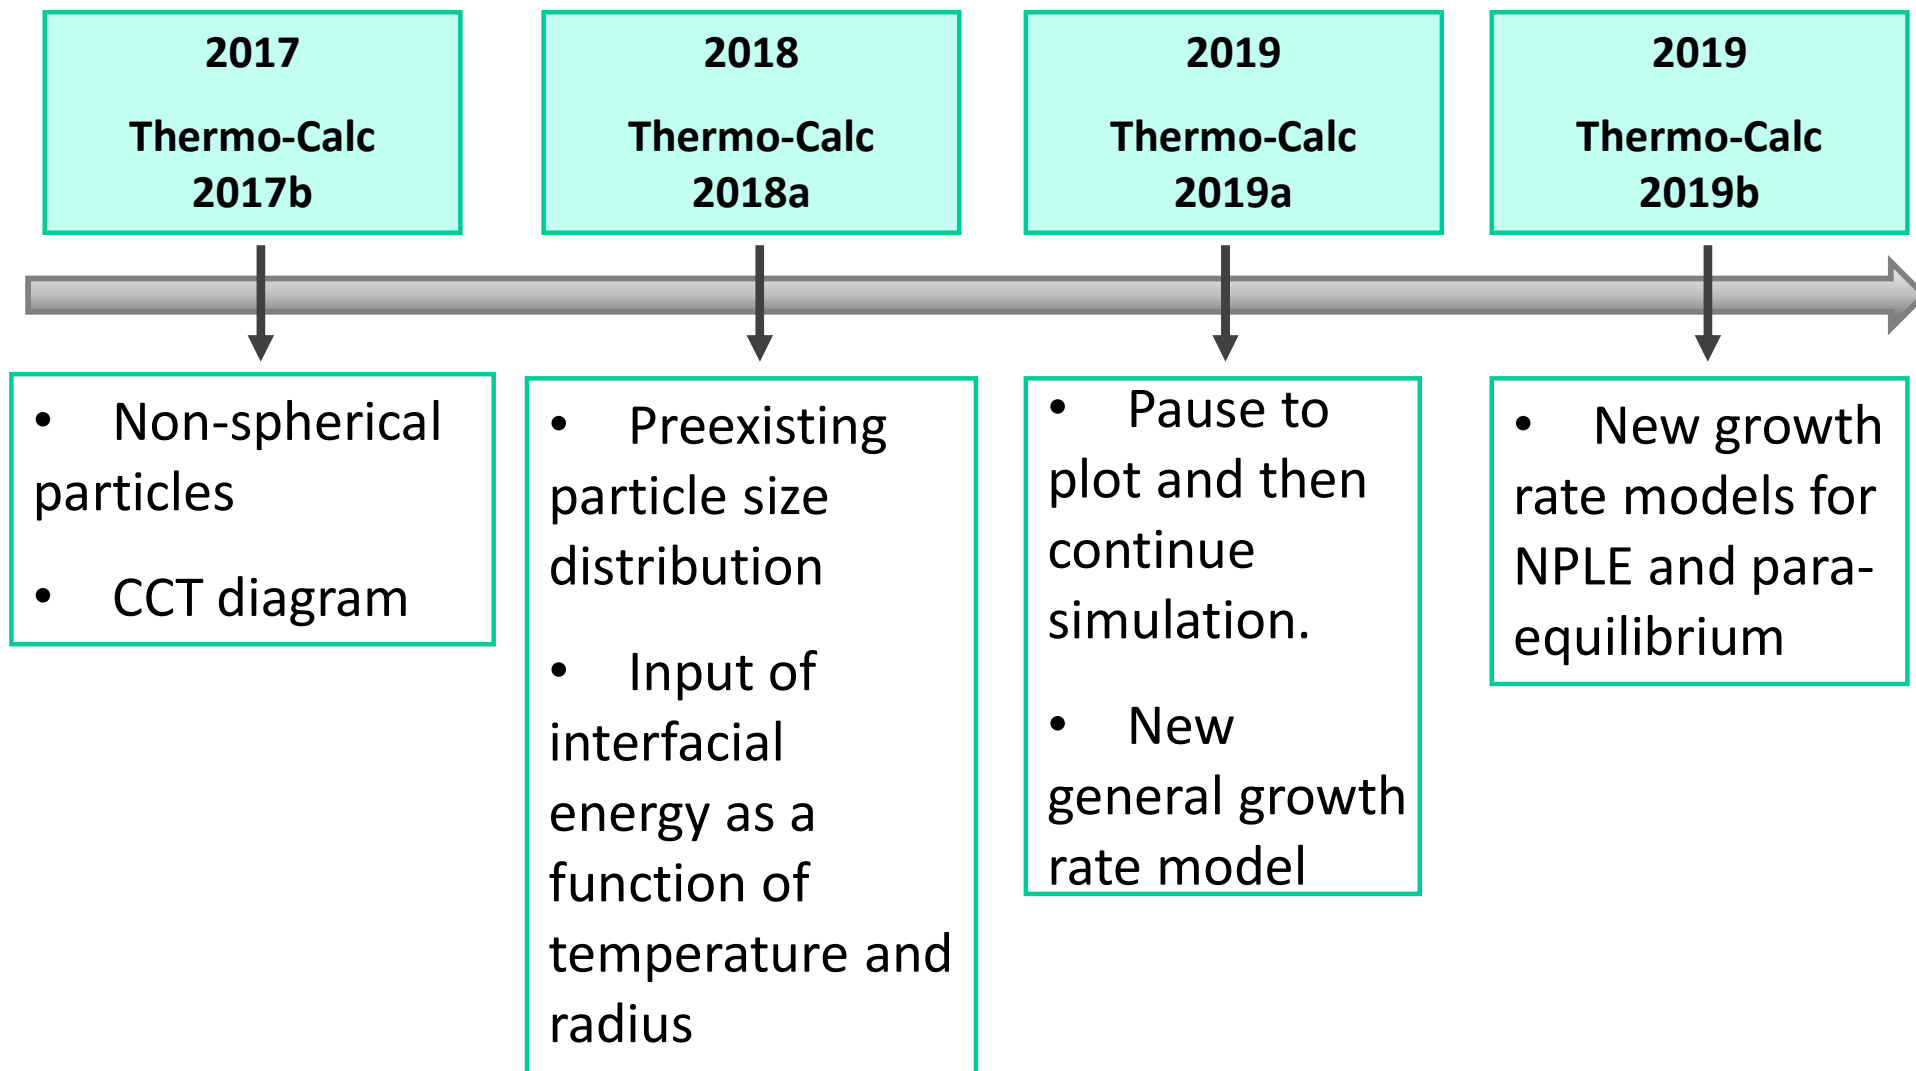 2017
Thermo-Calc
2017b
2018
Thermo-Calc
2018a
2019
Thermo-Calc
2019a
2019
Thermo-Calc
2019b
• Non-spherical
particles
• CCT diagram
• Preexisting
particle size
distribution
• Input of
interfacial
energy as a
function of
temperature and
radius
• Pause to
plot and then
continue
simulation.
• New
general growth
rate model
• New growth
rate models for
NPLE and para-
equilibrium